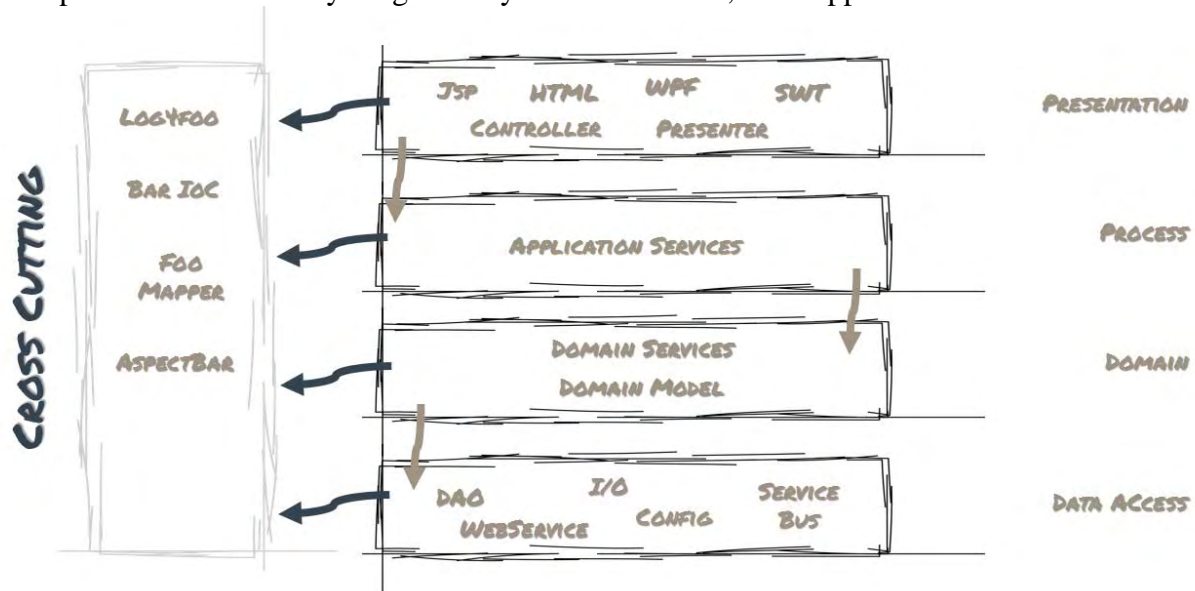 Cross Cutting
Log4foo
Bar IoC
Foo
Mapper
AspectBar
Jsp HTML WPF SWT
Controller Presenter
Presentation
Application Services
Process
Domain Services
Domain Model
Domain
DAO I/O Service
WebService Config Bus
Data Access